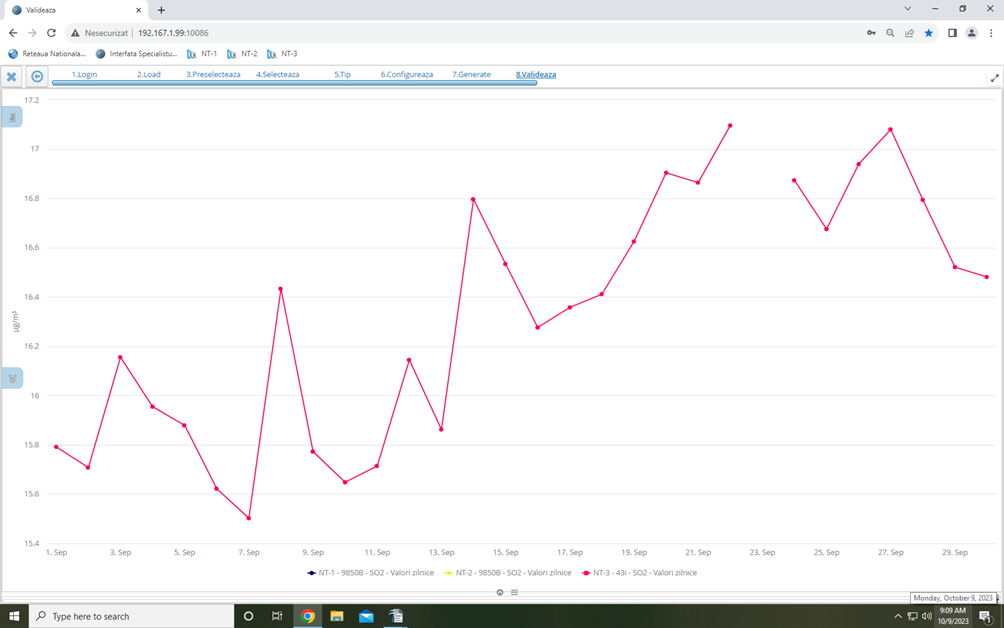 Valideaza
Nesecurizat 192.167.1.99:10086
Reteaua Nationala... Interfata Specialistu... NT-1 NT-2 NT-3
1.Login 2.Load 3.Preselecteaza 4.Selecteaza 5.Tip 6.Configureaza 7.Generate 8.Valideaza
17.2
17
16.8
16.6
16.4
µg/m³
16.2
16
15.8
15.6
15.4
1. Sep 3. Sep 5. Sep 7. Sep 9. Sep 11. Sep 13. Sep 15. Sep 17. Sep 19. Sep 21. Sep 23. Sep 25. Sep 27. Sep 29. Sep
NT-1 - 9850B - SO2 - Valori zilnice NT-2 - 9850B - SO2 - Valori zilnice NT-3 - 43i - SO2 - Valori zilnice
Monday, October 9, 2023
Type here to search
9:09 AM
10/9/2023
1